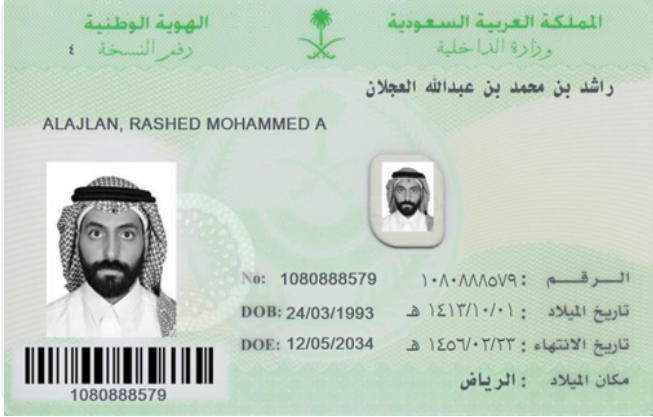 المملكة العربية السعودية
وزارة الداخلية
الهوية الوطنية
رقم النسخة ٤
راشد بن محمد بن عبدالله العجلان
ALAJLAN, RASHED MOHAMMED A
الـرقـم : ١٠٨٠٨٨٨٥٧٩ No: 1080888579
تاريخ الميلاد : ١٤١٣/١٠/٠١ هـ DOB: 24/03/1993
تاريخ الانتهاء : ١٤٥٦/٠٢/٢٣ هـ DOE: 12/05/2034
مكان الميلاد : الرياض
1080888579